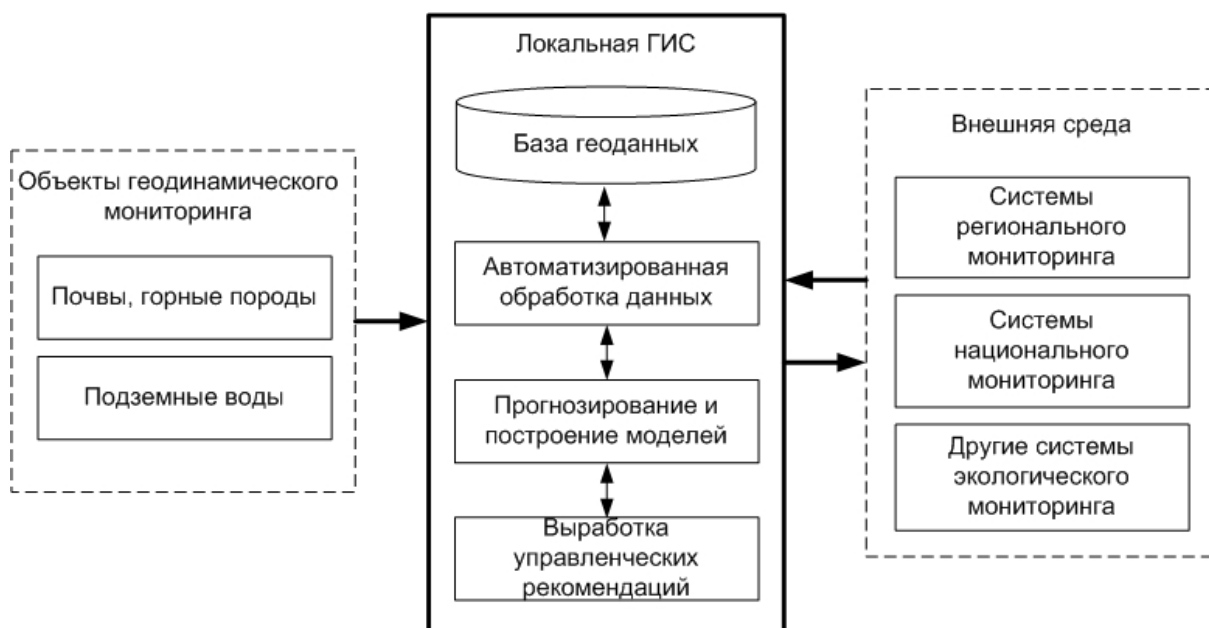 Объекты геодинамического
мониторинга
Почвы, горные породы
Подземные воды
Локальная ГИС
База геоданных
Автоматизированная
обработка данных
Прогнозирование и
построение моделей
Выработка
управленческих
рекомендаций
Внешняя среда
Системы
регионального
мониторинга
Системы
национального
мониторинга
Другие системы
экологического
мониторинга